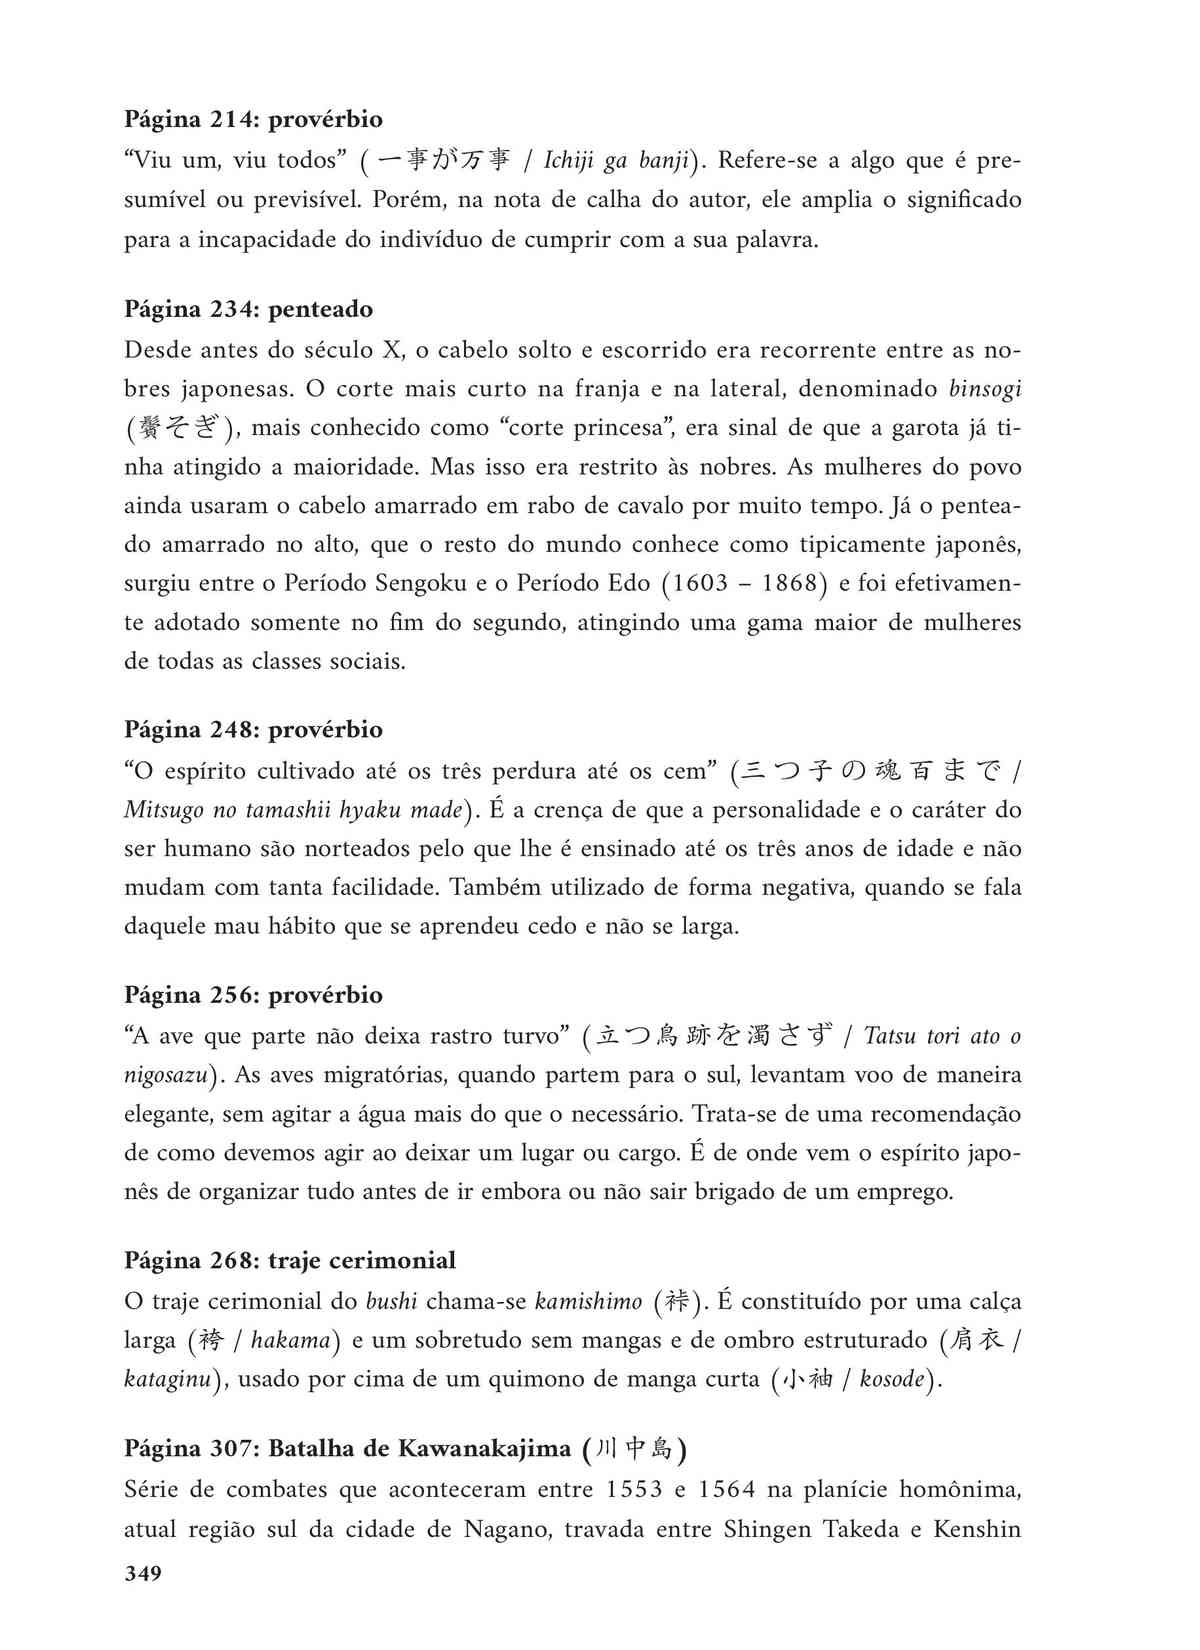 Página 214: provérbio
“Viu um, viu todos” (一事が万事 / Ichiji ga banji). Refere-se a algo que é pre-
sumível ou previsível. Porém, na nota de calha do autor, ele amplia o significado
para a incapacidade do indivíduo de cumprir com a sua palavra.
Página 234: penteado
Desde antes do século X, o cabelo solto e escorrido era recorrente entre as no-
bres japonesas. O corte mais curto na franja e na lateral, denominado binsogi
(鬢そぎ), mais conhecido como “corte princesa”, era sinal de que a garota já ti-
nha atingido a maioridade. Mas isso era restrito às nobres. As mulheres do povo
ainda usaram o cabelo amarrado em rabo de cavalo por muito tempo. Já o pentea-
do amarrado no alto, que o resto do mundo conhece como tipicamente japonês,
surgiu entre o Período Sengoku e o Período Edo (1603 – 1868) e foi efetivamen-
te adotado somente no fim do segundo, atingindo uma gama maior de mulheres
de todas as classes sociais.
Página 248: provérbio
“O espírito cultivado até os três perdura até os cem” (三つ子の魂百まで /
Mitsugo no tamashii hyaku made). É a crença de que a personalidade e o caráter do
ser humano são norteados pelo que lhe é ensinado até os três anos de idade e não
mudam com tanta facilidade. Também utilizado de forma negativa, quando se fala
daquele mau hábito que se aprendeu cedo e não se larga.
Página 256: provérbio
“A ave que parte não deixa rastro turvo” (立つ鳥跡を濁さず / Tatsu tori ato o
nigosazu). As aves migratórias, quando partem para o sul, levantam voo de maneira
elegante, sem agitar a água mais do que o necessário. Trata-se de uma recomendação
de como devemos agir ao deixar um lugar ou cargo. É de onde vem o espírito japo-
nês de organizar tudo antes de ir embora ou não sair brigado de um emprego.
Página 268: traje cerimonial
O traje cerimonial do bushi chama-se kamishimo (裃). É constituído por uma calça
larga (袴 / hakama) e um sobretudo sem mangas e de ombro estruturado (肩衣 /
kataginu), usado por cima de um quimono de manga curta (小袖 / kosode).
Página 307: Batalha de Kawanakajima (川中島)
Série de combates que aconteceram entre 1553 e 1564 na planície homônima,
atual região sul da cidade de Nagano, travada entre Shingen Takeda e Kenshin
349